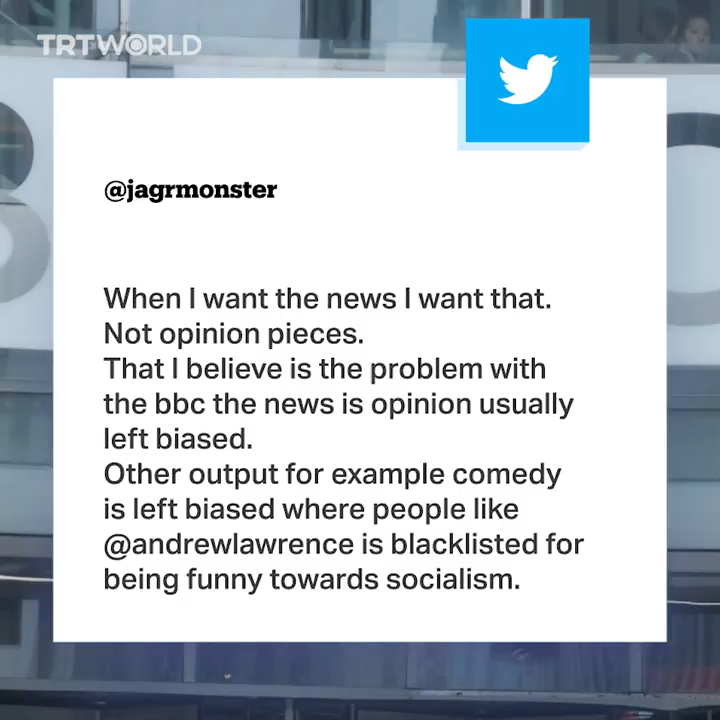 TRTWORLD
@jagrmonster
When I want the news I want that.
Not opinion pieces.
That I believe is the problem with
the bbc the news is opinion usually
left biased.
Other output for example comedy
is left biased where people like
@andrewlawrence is blacklisted for
being funny towards socialism.